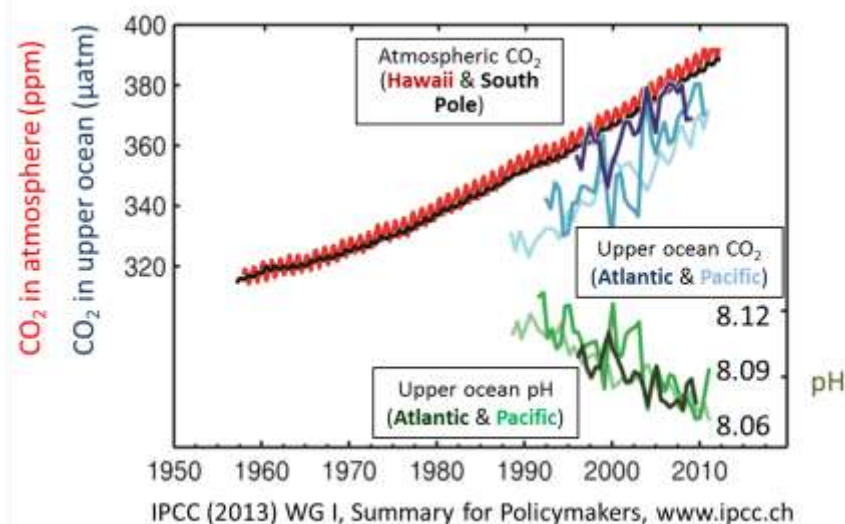 CO₂ in atmosphere (ppm)
CO₂ in upper ocean (µatm)
400
380
360
340
320
Atmospheric CO₂
(Hawaii & South
Pole)
Upper ocean CO₂
(Atlantic & Pacific)
8.12
8.09
8.06
pH
Upper ocean pH
(Atlantic & Pacific)
1950 1960 1970 1980 1990 2000 2010
IPCC (2013) WG I, Summary for Policymakers, www.ipcc.ch